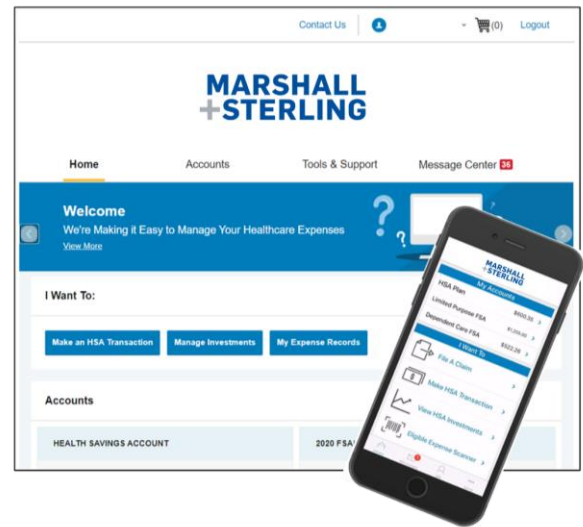 Contact Us
(0)
Logout
MARSHALL
+STERLING
Home
Accounts
Tools & Support
Message Center 36
Welcome
We're Making it Easy to Manage Your Healthcare Expenses
View More
I Want To:
Make an HSA Transaction
Manage Investments
My Expense Records
Accounts
HEALTH SAVINGS ACCOUNT
2020 FSA
MARSHALL
+STERLING
My Accounts
HSA Plan
Limited Purpose FSA
Dependent Care FSA
$522.26
I Want To
File A Claim
Make HSA Transaction
View HSA Investments
Eligible Expense Scanner